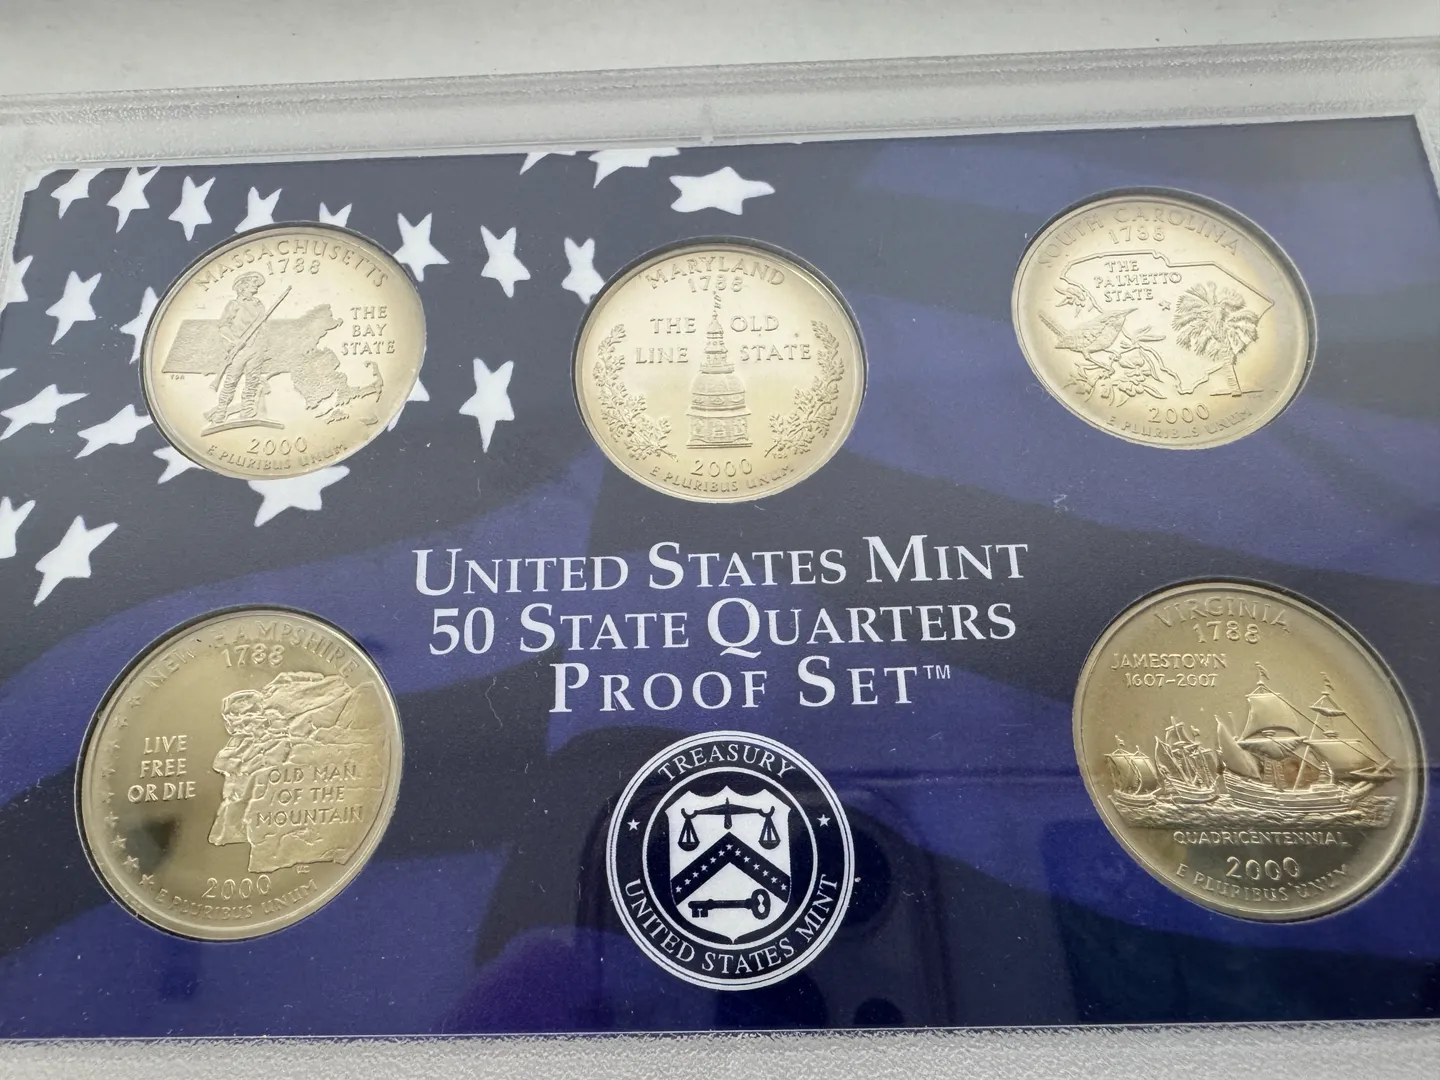 MASSACHUSETTS
1788
THE
BAY
STATE
2000
E PLURIBUS UNUM
MARYLAND
1788
THE OLD
LINE STATE
2000
E PLURIBUS UNUM
SOUTH CAROLINA
1788
THE
PALMETTO
STATE
2000
E PLURIBUS UNUM
UNITED STATES MINT
50 STATE QUARTERS
PROOF SET™
NEW HAMPSHIRE
1788
LIVE
FREE
OR DIE
OLD MAN
OF THE
MOUNTAIN
2000
E PLURIBUS UNUM
TREASURY
UNITED STATES MINT
VIRGINIA
1788
JAMESTOWN
1607-2007
QUADRICENTENNIAL
2000
E PLURIBUS UNUM